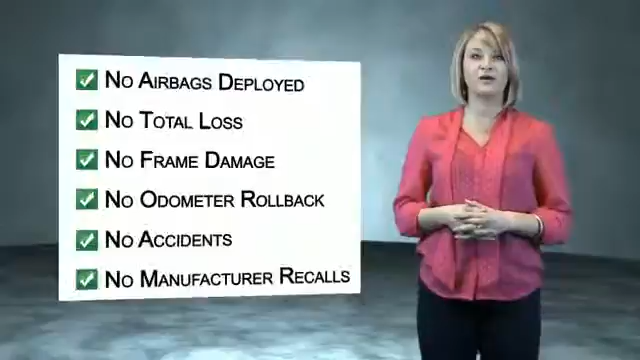 No Airbags Deployed
No Total Loss
No Frame Damage
No Odometer Rollback
No Accidents
No Manufacturer Recalls